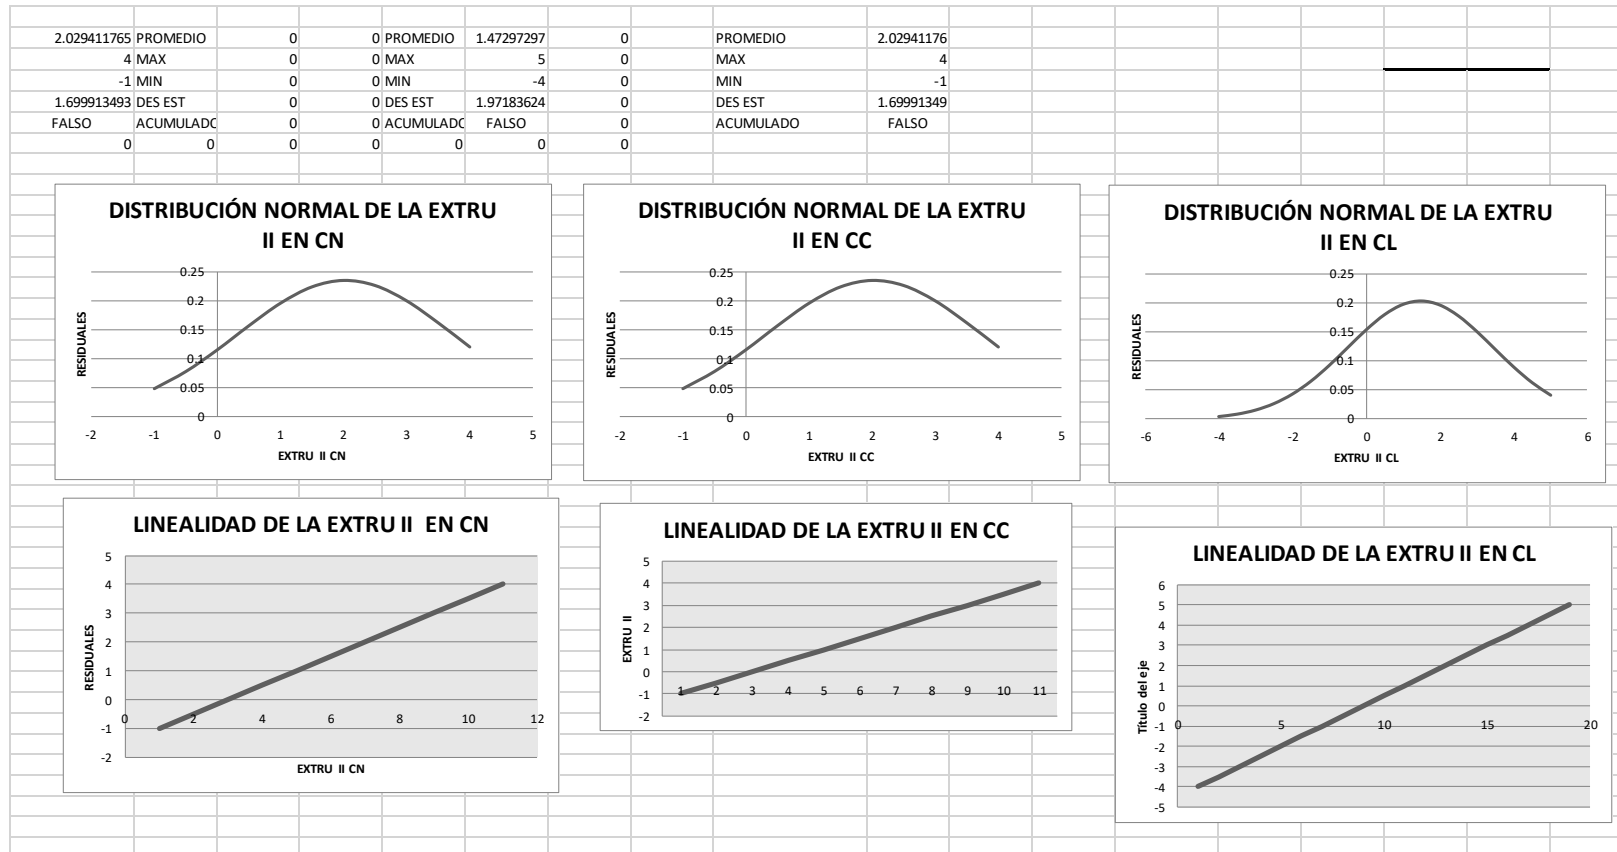 2.029411765 PROMEDIO 0 0 PROMEDIO 1.47297297 0 PROMEDIO 2.02941176
4 MAX 0 0 MAX 5 0 MAX 4
-1 MIN 0 0 MIN -4 0 MIN -1
1.699913493 DES EST 0 0 DES EST 1.97183624 0 DES EST 1.69991349
FALSO ACUMULADO 0 0 ACUMULADO FALSO 0 ACUMULADO FALSO
0 0 0 0 0 0 0
DISTRIBUCIÓN NORMAL DE LA EXTRU
II EN CN
0.25
0.2
0.15
0.1
0.05
0
RESIDUALES
-2 -1 0 1 2 3 4 5
EXTRU II CN
DISTRIBUCIÓN NORMAL DE LA EXTRU
II EN CC
0.25
0.2
0.15
0.1
0.05
0
RESIDUALES
-2 -1 0 1 2 3 4 5
EXTRU II CC
DISTRIBUCIÓN NORMAL DE LA EXTRU
II EN CL
0.25
0.2
0.15
0.1
0.05
0
RESIDUALES
-6 -4 -2 0 2 4 6
EXTRU II CL
LINEALIDAD DE LA EXTRU II EN CN
5
4
3
2
1
0
-1
-2
RESIDUALES
0 2 4 6 8 10 12
EXTRU II CN
LINEALIDAD DE LA EXTRU II EN CC
5
4
3
2
1
0
-1
-2
EXTRU II
1 2 3 4 5 6 7 8 9 10 11
LINEALIDAD DE LA EXTRU II EN CL
6
5
4
3
2
1
0
-1
-2
-3
-4
-5
Título del eje
0 5 10 15 20